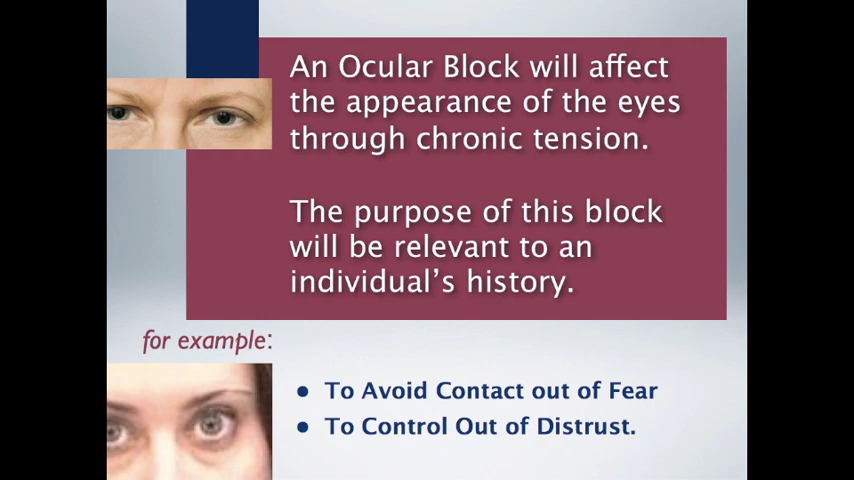 An Ocular Block will affect
the appearance of the eyes
through chronic tension.
The purpose of this block
will be relevant to an
individual's history.
for example:
• To Avoid Contact out of Fear
• To Control Out of Distrust.